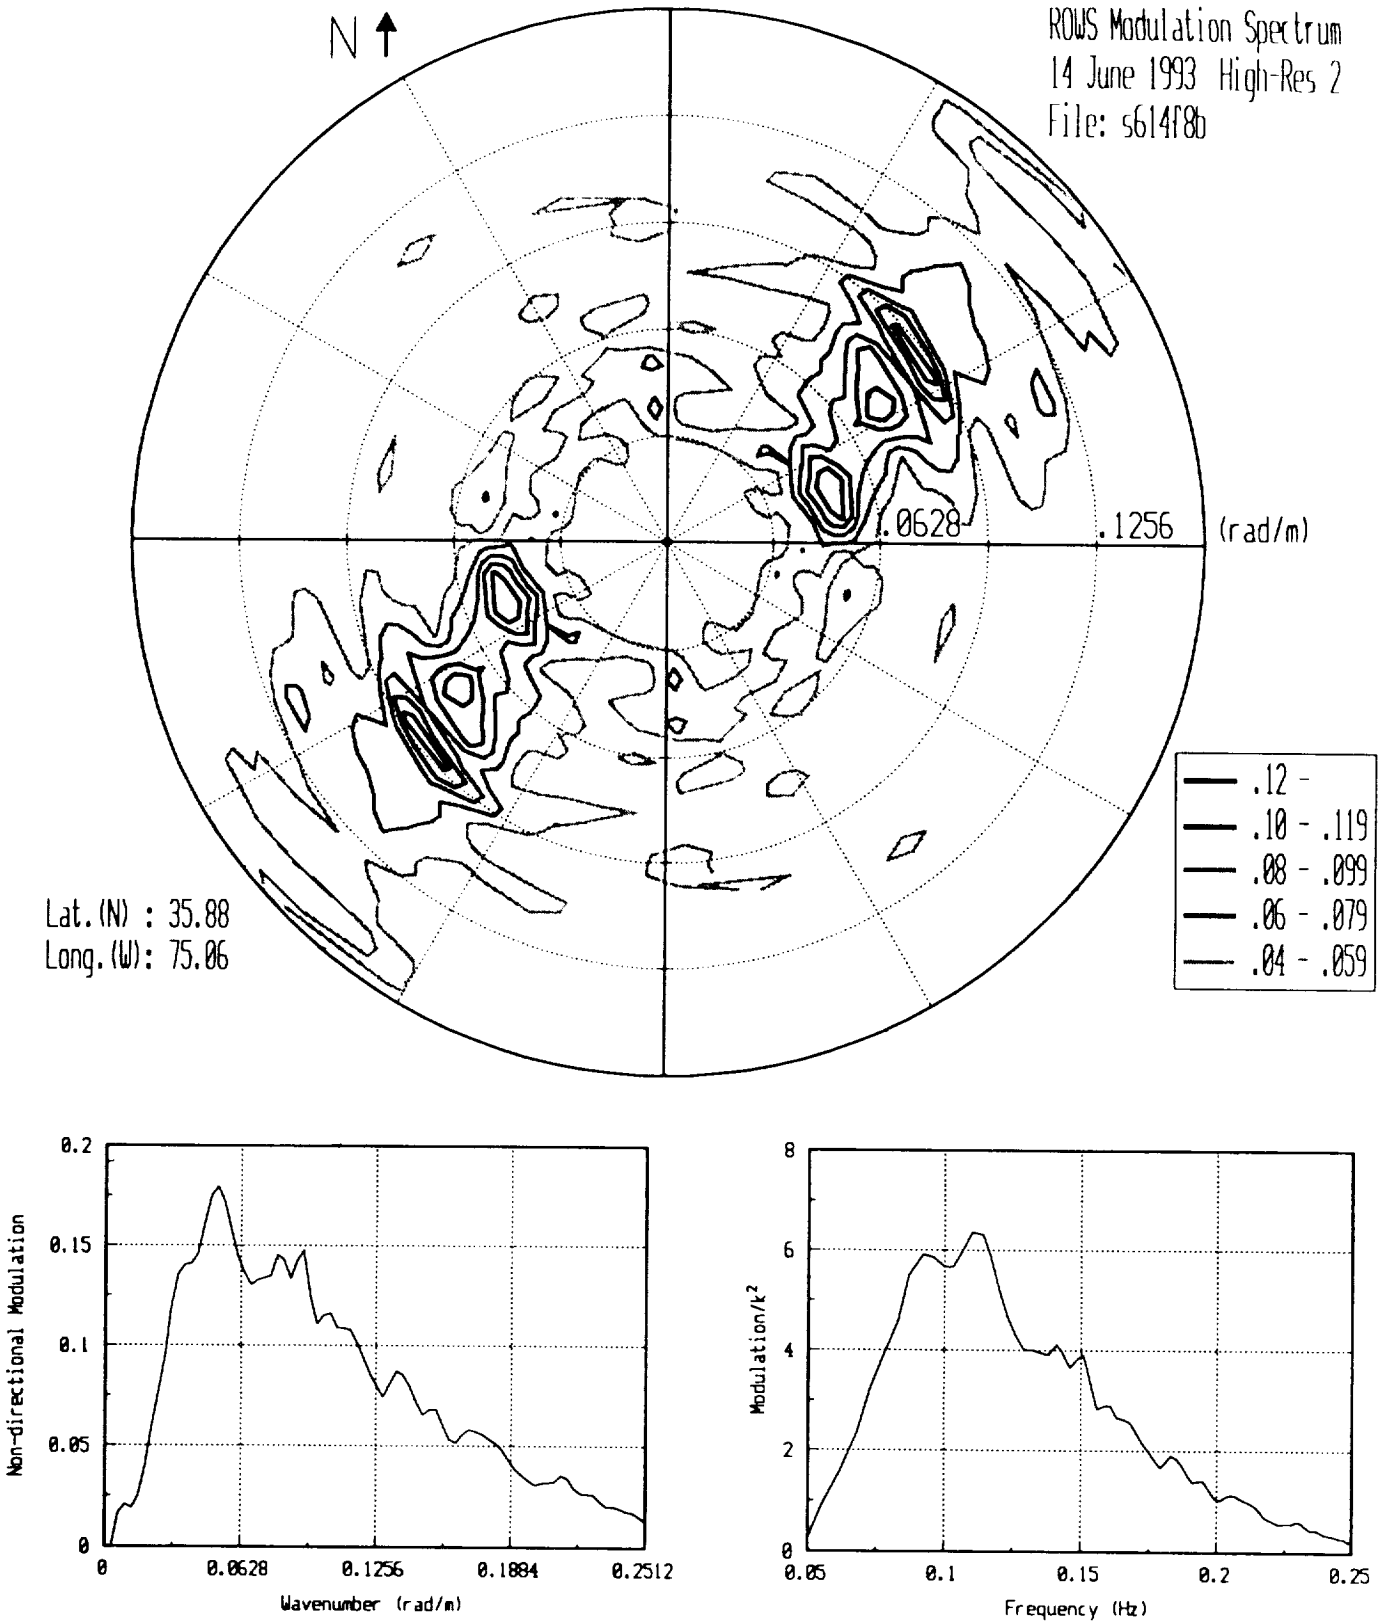 N
ROWS Modulation Spectrum
14 June 1993 High-Res 2
File: s614f8b
.0628
.1256
(rad/m)
.12 -
.10 - .119
.08 - .099
.06 - .079
.04 - .059
Lat.(N) : 35.88
Long.(W): 75.06
0.2
0.15
0.1
0.05
0
Non-directional Modulation
0
0.0628
0.1256
0.1884
0.2512
Wavenumber (rad/m)
8
6
4
2
0
Modulation/k²
0.05
0.1
0.15
0.2
0.25
Frequency (Hz)